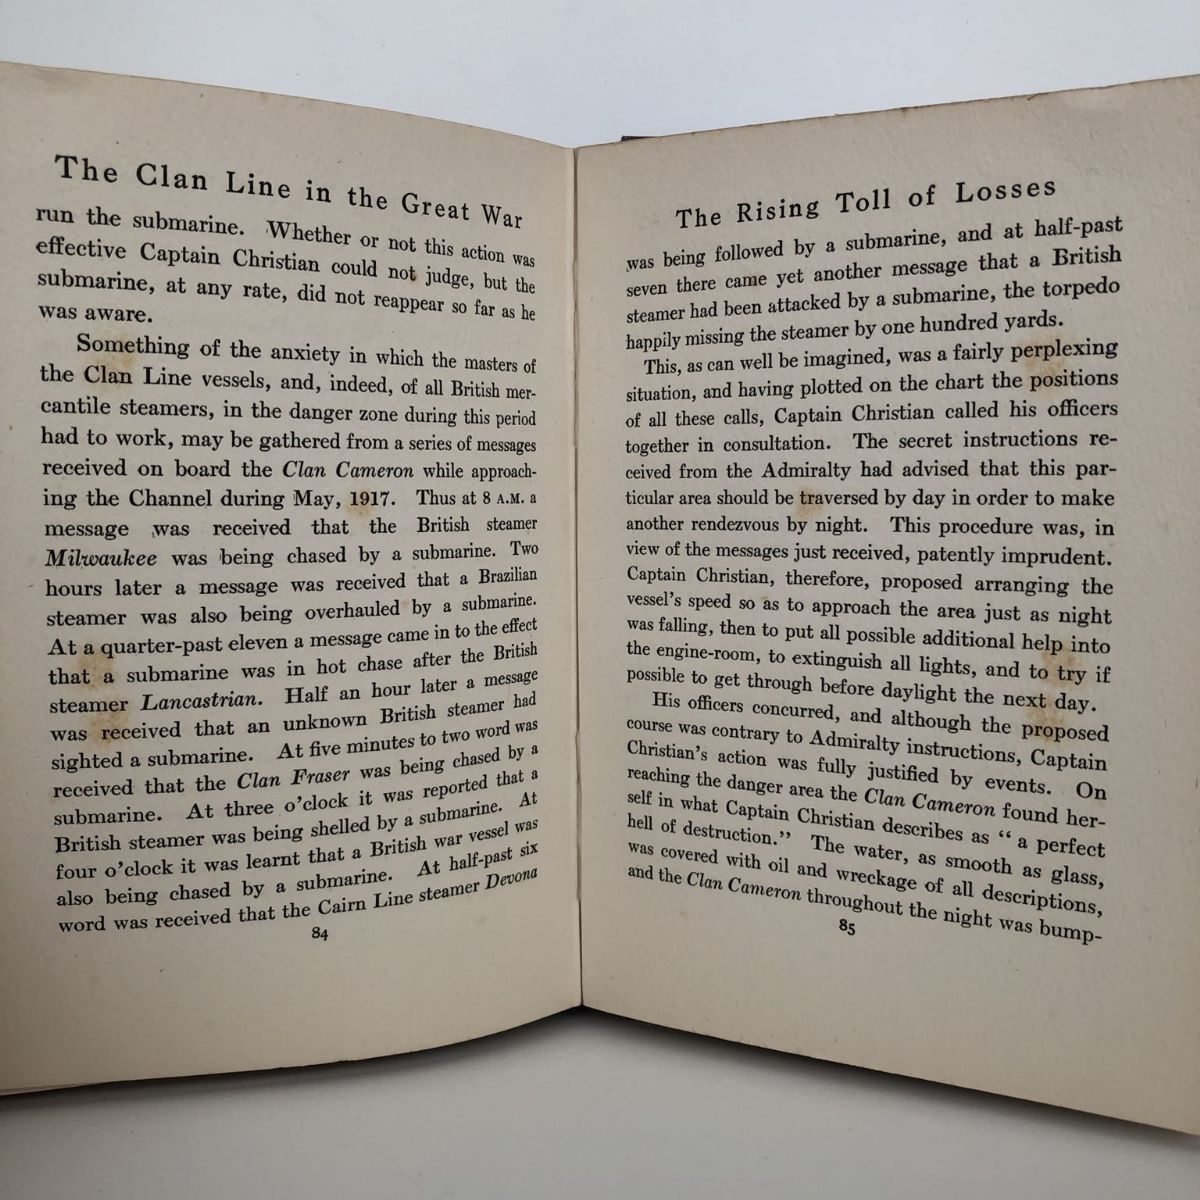 The Clan Line in the Great War
run the submarine. Whether or not this action was
effective Captain Christian could not judge, but the
submarine, at any rate, did not reappear so far as he
was aware.
Something of the anxiety in which the masters of
the Clan Line vessels, and, indeed, of all British mer-
cantile steamers, in the danger zone during this period
had to work, may be gathered from a series of messages
received on board the Clan Cameron while approach-
ing the Channel during May, 1917. Thus at 8 A.M. a
message was received that the British steamer
Milwaukee was being chased by a submarine. Two
hours later a message was received that a Brazilian
steamer was also being overhauled by a submarine.
At a quarter-past eleven a message came in to the effect
that a submarine was in hot chase after the British
steamer Lancastrian. Half an hour later a message
was received that an unknown British steamer had
sighted a submarine. At five minutes to two word was
received that the Clan Fraser was being chased by a
submarine. At three o'clock it was reported that a
British steamer was being shelled by a submarine. At
four o'clock it was learnt that a British war vessel was
also being chased by a submarine. At half-past six
word was received that the Cairn Line steamer Devona
84
The Rising Toll of Losses
was being followed by a submarine, and at half-past
seven there came yet another message that a British
steamer had been attacked by a submarine, the torpedo
happily missing the steamer by one hundred yards.
This, as can well be imagined, was a fairly perplexing
situation, and having plotted on the chart the positions
of all these calls, Captain Christian called his officers
together in consultation. The secret instructions re-
ceived from the Admiralty had advised that this par-
ticular area should be traversed by day in order to make
another rendezvous by night. This procedure was, in
view of the messages just received, patently imprudent.
Captain Christian, therefore, proposed arranging the
vessel's speed so as to approach the area just as night
was falling, then to put all possible additional help into
the engine-room, to extinguish all lights, and to try if
possible to get through before daylight the next day.
His officers concurred, and although the proposed
course was contrary to Admiralty instructions, Captain
Christian's action was fully justified by events. On
reaching the danger area the Clan Cameron found her-
self in what Captain Christian describes as "a perfect
hell of destruction." The water, as smooth as glass,
was covered with oil and wreckage of all descriptions,
and the Clan Cameron throughout the night was bump-
85